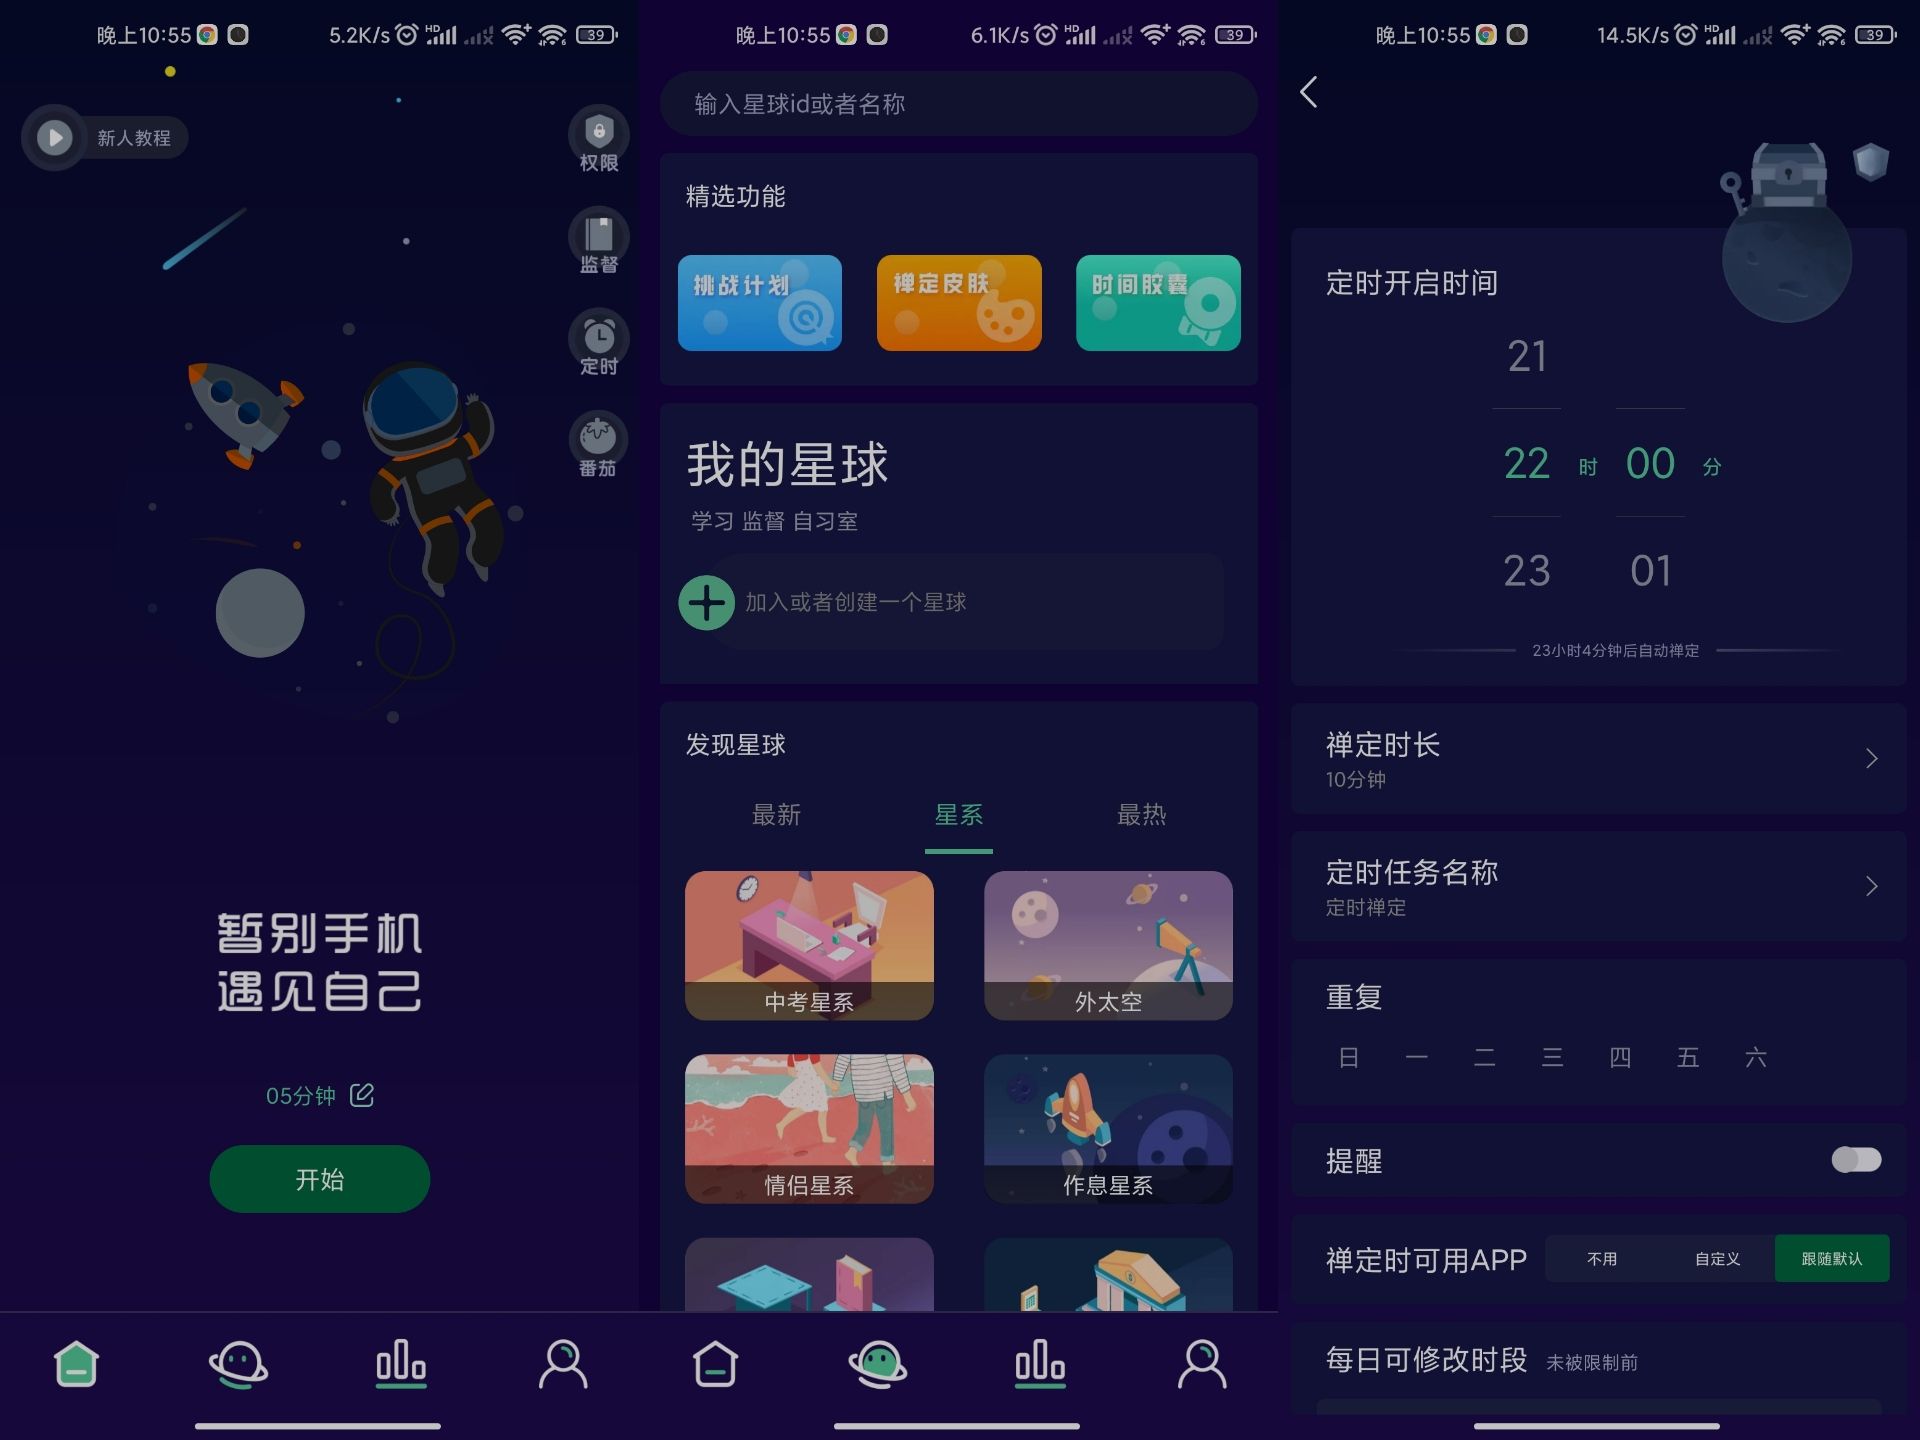 晚上10:55
5.2K/s
HD
39
新人教程
权限
监督
定时
番茄
暂别手机
遇见自己
05分钟
开始
晚上10:55
6.1K/s
HD
39
输入星球id或者名称
精选功能
挑战计划
禅定皮肤
时间胶囊
我的星球
学习 监督 自习室
加入或者创建一个星球
发现星球
最新
星系
最热
中考星系
外太空
情侣星系
作息星系
晚上10:55
14.5K/s
HD
39
定时开启时间
21
22 时 00 分
23 01
23小时4分钟后自动禅定
禅定时长
10分钟
定时任务名称
定时禅定
重复
日 一 二 三 四 五 六
提醒
禅定时可用APP 不用 自定义 跟随默认
每日可修改时段 未被限制前